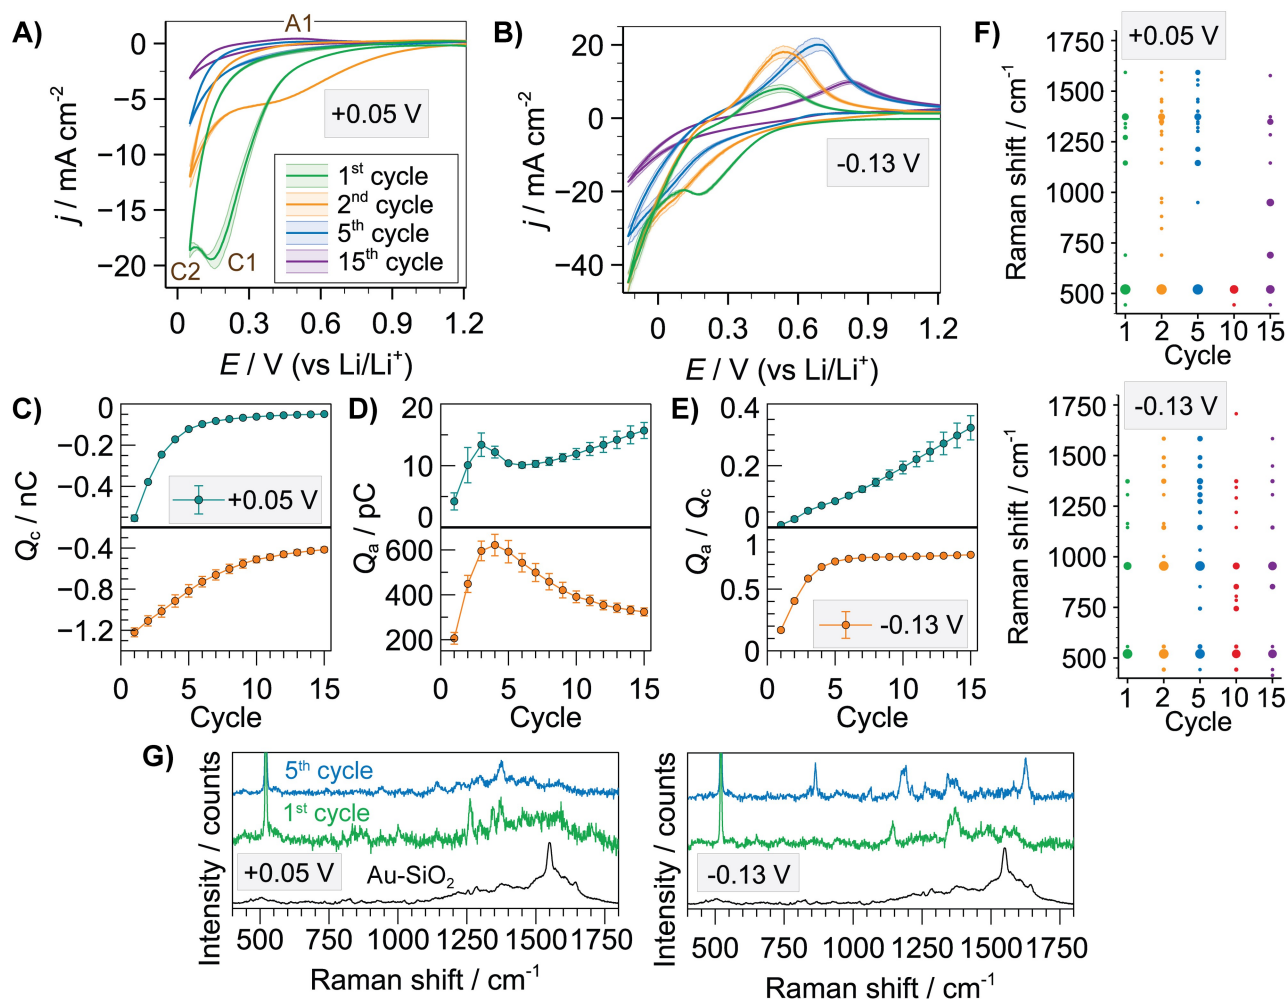 A)
A1
0
−5
−10
−15
−20
j / mA cm-2
+0.05 V
1st cycle
2nd cycle
5th cycle
15th cycle
C2
C1
0 0.3 0.6 0.9 1.2
E / V (vs Li/Li+)
B)
20
0
−20
−40
j / mA cm-2
-0.13 V
0 0.3 0.6 0.9 1.2
E / V (vs Li/Li+)
F)
+0.05 V
1750
1500
1250
1000
750
500
Raman shift / cm-1
1 2 5 10 15
Cycle
-0.13 V
1750
1500
1250
1000
750
500
Raman shift / cm-1
1 2 5 10 15
Cycle
C)
0
−0.2
−0.4
+0.05 V
Qc / nC
−0.4
−0.8
−1.2
0 5 10 15
Cycle
D)
20
10
0
Qa / pC
600
400
200
0 5 10 15
Cycle
E)
0.4
0.2
0
Qa / Qc
1
0.5
0
-0.13 V
0 5 10 15
Cycle
G)
Intensity / counts
5th cycle
1st cycle
+0.05 V
Au-SiO2
500 750 1000 1250 1500 1750
Raman shift / cm-1
Intensity / counts
-0.13 V
500 750 1000 1250 1500 1750
Raman shift / cm-1